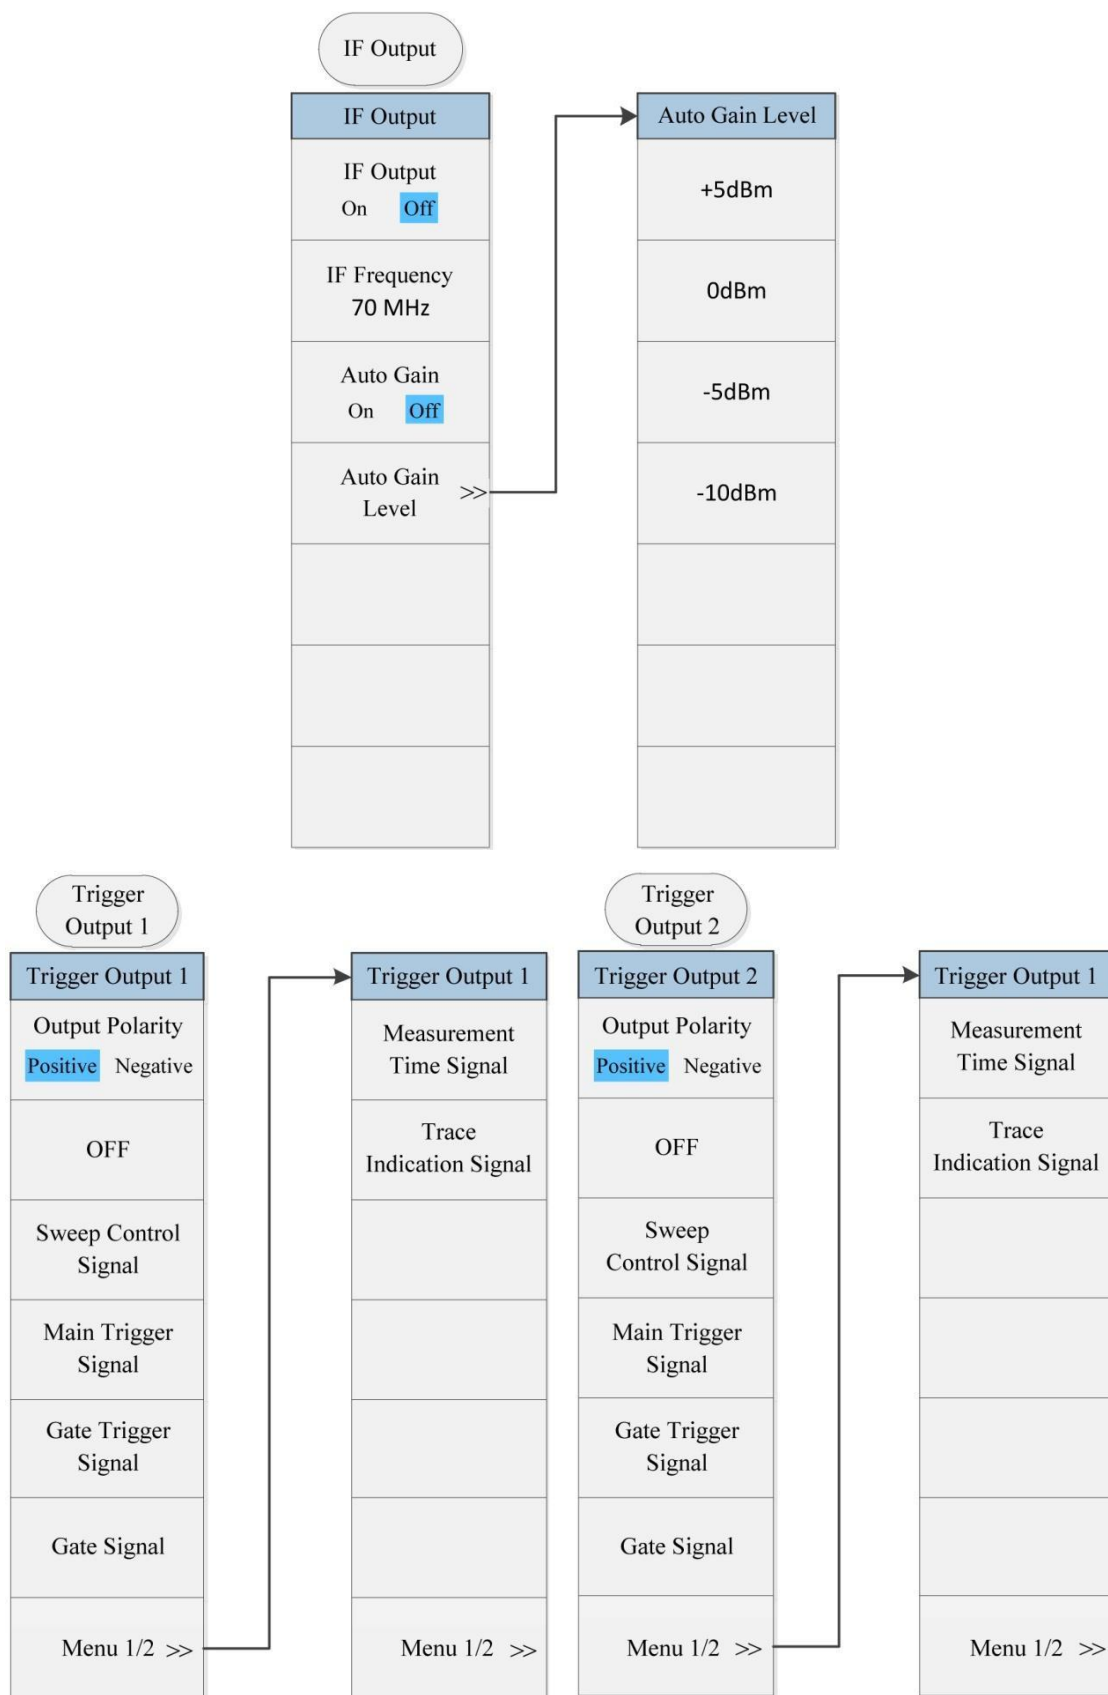 IF Output
IF Output
IF Output
On Off
IF Frequency
70 MHz
Auto Gain
On Off
Auto Gain
Level
>>
Auto Gain Level
+5dBm
0dBm
-5dBm
-10dBm
Trigger
Output 1
Trigger Output 1
Output Polarity
Positive Negative
OFF
Sweep Control
Signal
Main Trigger
Signal
Gate Trigger
Signal
Gate Signal
Menu 1/2 >>
Trigger Output 1
Measurement
Time Signal
Trace
Indication Signal
Menu 1/2 >>
Trigger
Output 2
Trigger Output 2
Output Polarity
Positive Negative
OFF
Sweep
Control Signal
Main Trigger
Signal
Gate Trigger
Signal
Gate Signal
Menu 1/2 >>
Trigger Output 1
Measurement
Time Signal
Trace
Indication Signal
Menu 1/2 >>